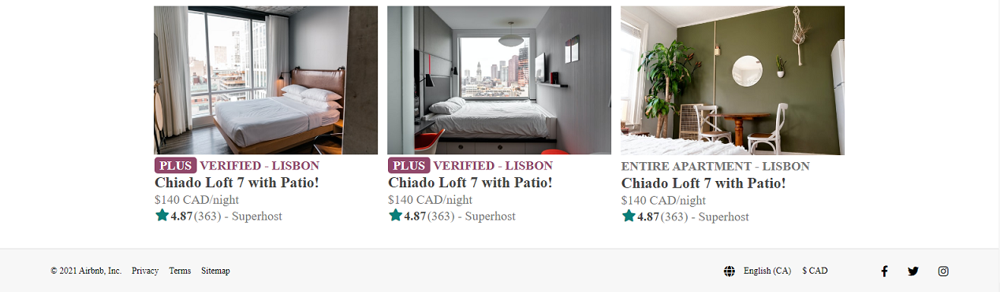 PLUS VERIFIED - LISBON
Chiado Loft 7 with Patio!
$140 CAD/night
4.87 (363) - Superhost
PLUS VERIFIED - LISBON
Chiado Loft 7 with Patio!
$140 CAD/night
4.87 (363) - Superhost
ENTIRE APARTMENT - LISBON
Chiado Loft 7 with Patio!
$140 CAD/night
4.87 (363) - Superhost
© 2021 Airbnb, Inc. Privacy Terms Sitemap English (CA) $ CAD